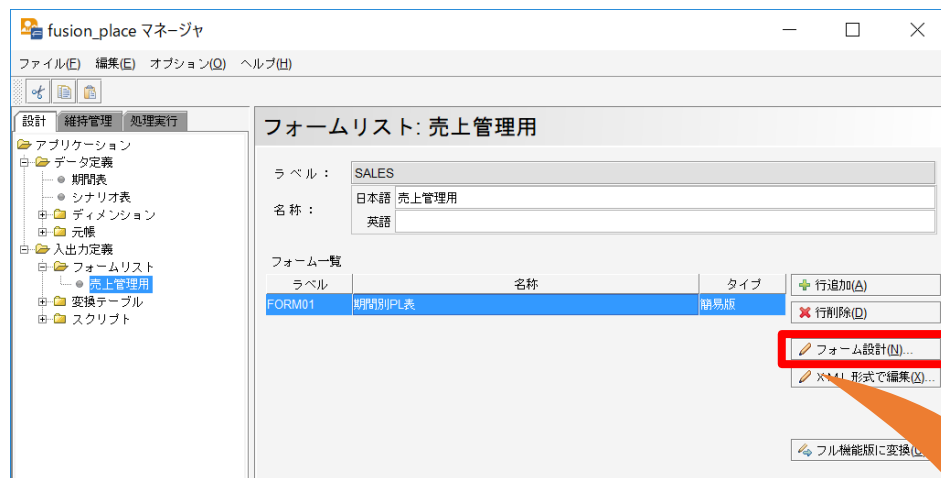 fusion_place マネージャ
ファイル(F) 編集(E) オプション(O) ヘルプ(H)
設計 維持管理 処理実行
アプリケーション
データ定義
期間表
シナリオ表
ディメンション
元帳
入出力定義
フォームリスト
売上管理用
変換テーブル
スクリプト
フォームリスト: 売上管理用
ラベル： SALES
名称：
日本語 売上管理用
英語
フォーム一覧
ラベル 名称 タイプ
FORM01 期間別PL表 簡易版
行追加(A)
行削除(D)
フォーム設計(N)...
XML 形式で編集(X)...
フル機能版に変換